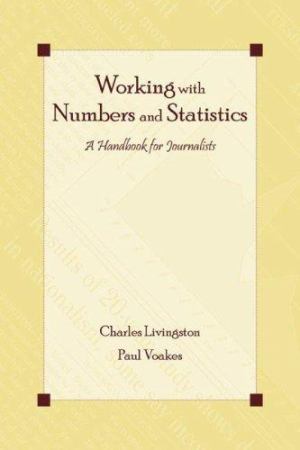 Working with
Numbers and Statistics
A Handbook for Journalists
Charles Livingston
Paul Voakes